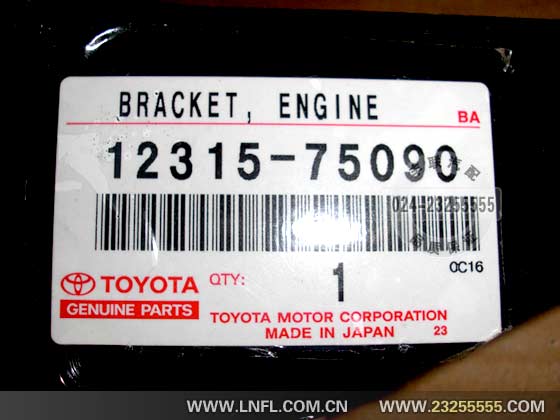 BRACKET, ENGINE
BA
12315-75090
024-23255555
0C16
TOYOTA
GENUINE PARTS
QTY: 1
TOYOTA MOTOR CORPORATION
MADE IN JAPAN 23
WWW.LNFL.COM.CN WWW.23255555.COM